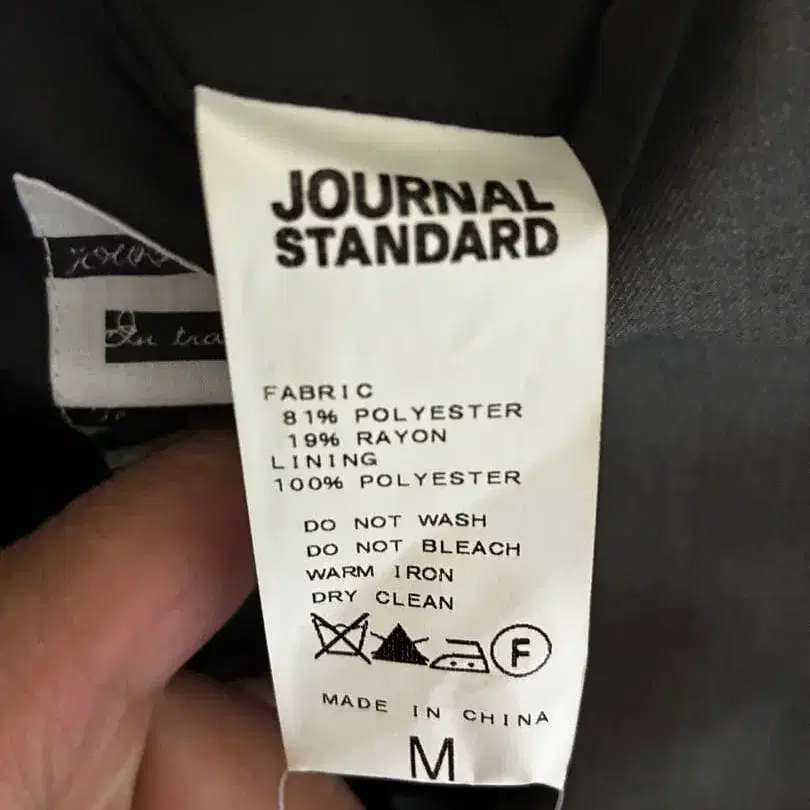 JOURNAL
STANDARD
FABRIC
81% POLYESTER
19% RAYON
LINING
100% POLYESTER
DO NOT WASH
DO NOT BLEACH
WARM IRON
DRY CLEAN
F
MADE IN CHINA
M